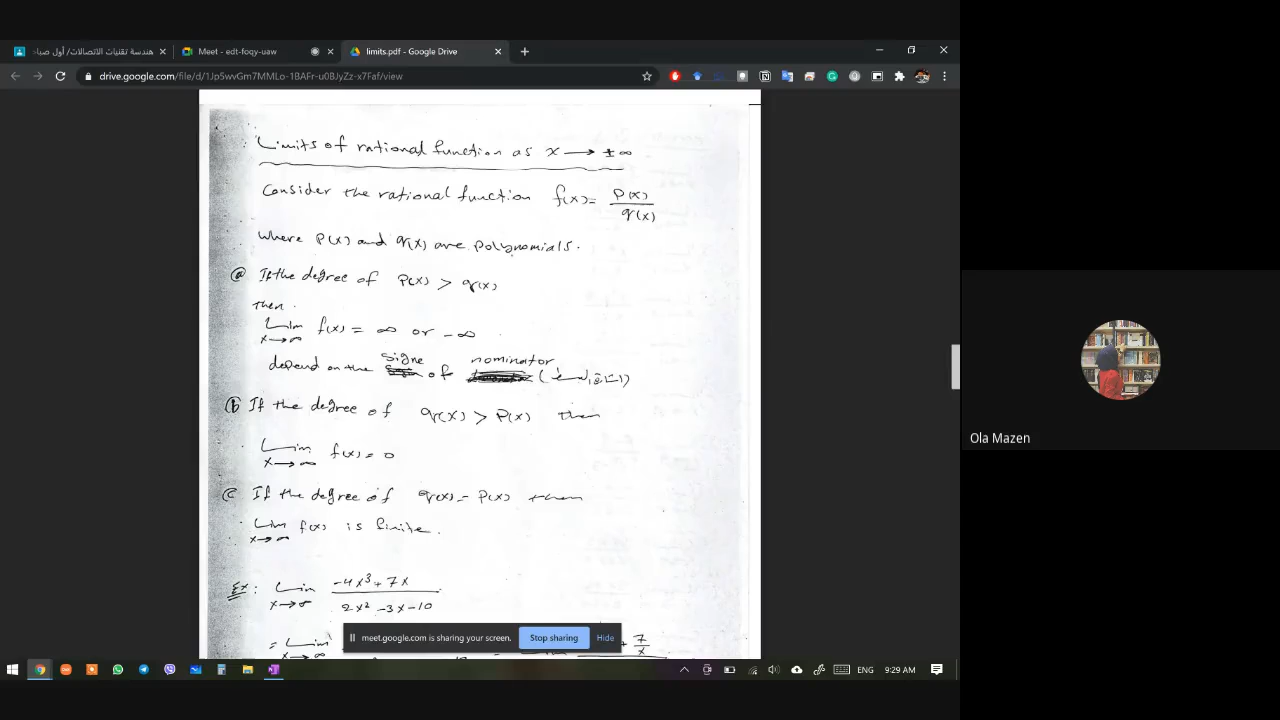 هندسة تقنيات الاتصالات/ أول صبا
Meet - edt-foqy-uaw
limits.pdf - Google Drive
drive.google.com/file/d/1Jp5wvGm7MMLo-1BAFr-u0BJyZz-x7Faf/view
Limits of rational function as x → ±∞
Consider the rational function f(x) = P(x)/q(x)
where P(x) and q(x) are polynomials.
ⓐ If the degree of P(x) > q(x)
then
Lim x→∞ f(x) = ∞ or -∞
depend on the signe of nominator
ⓑ If the degree of q(x) > P(x) then
Lim x→∞ f(x) = 0
ⓒ If the degree of q(x) = P(x) then
Lim x→∞ f(x) is finite.
Ex: Lim x→∞ (-4x³ + 7x)/(2x² - 3x - 10)
= Lim x→∞ + 7/x
meet.google.com is sharing your screen. Stop sharing Hide
Ola Mazen
ENG 9:29 AM